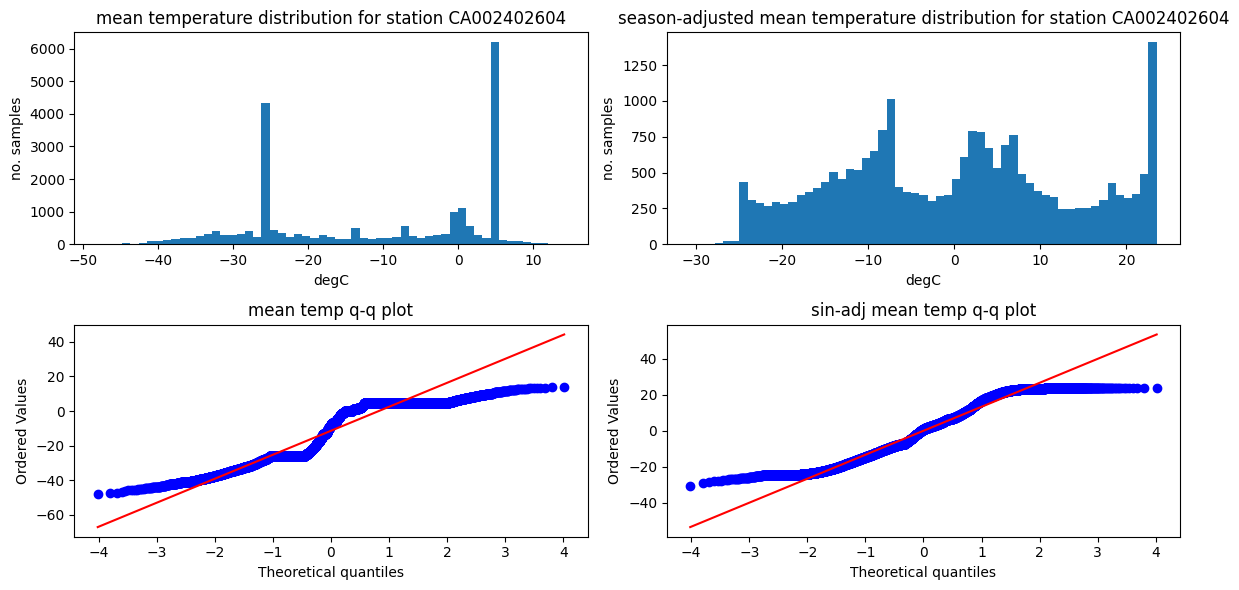 mean temperature distribution for station CA002402604
6000
5000
4000
3000
2000
1000
0
no. samples
−50 −40 −30 −20 −10 0 10
degC
season-adjusted mean temperature distribution for station CA002402604
1250
1000
750
500
250
0
no. samples
−30 −20 −10 0 10 20
degC
mean temp q-q plot
40
20
0
−20
−40
−60
Ordered Values
−4 −3 −2 −1 0 1 2 3 4
Theoretical quantiles
sin-adj mean temp q-q plot
40
20
0
−20
−40
Ordered Values
−4 −3 −2 −1 0 1 2 3 4
Theoretical quantiles